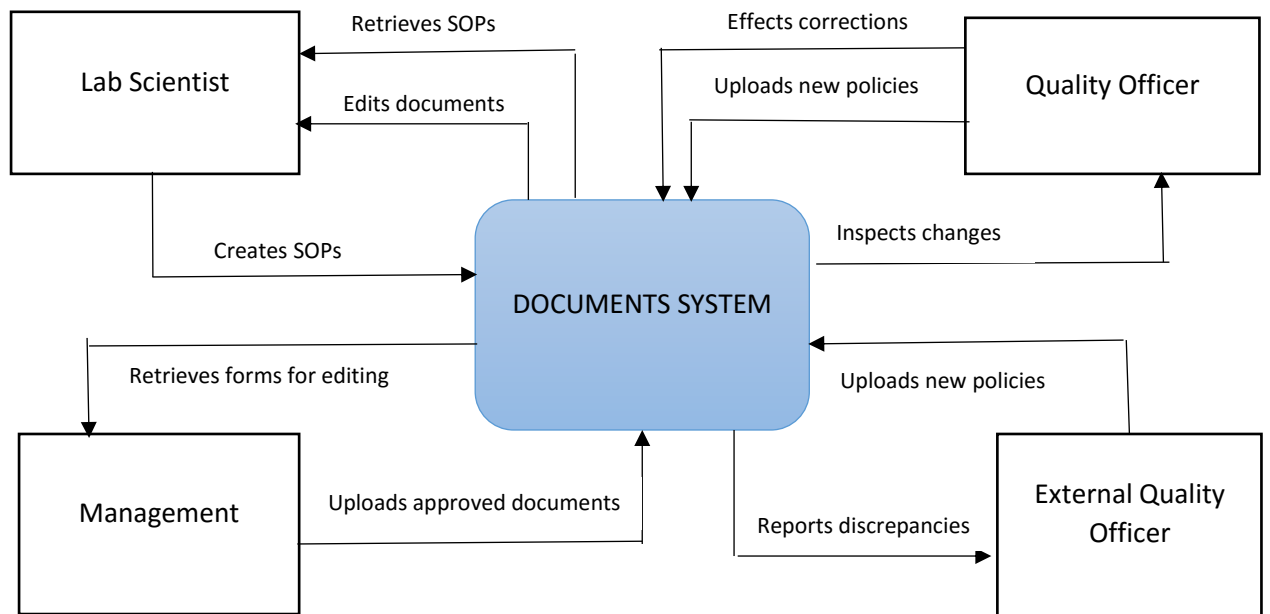 Retrieves SOPs
Effects corrections
Lab Scientist
Edits documents
Uploads new policies
Quality Officer
Creates SOPs
Inspects changes
DOCUMENTS SYSTEM
Retrieves forms for editing
Uploads new policies
Management
Uploads approved documents
Reports discrepancies
External Quality
Officer